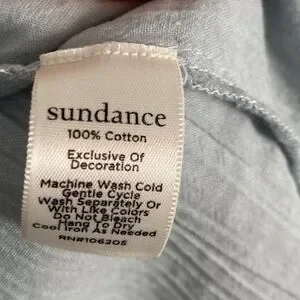 sundance
100% Cotton
Exclusive Of
Decoration
Machine Wash Cold
Gentle Cycle
Wash Separately Or
With Like Colors
Do Not Bleach
Hang To Dry
Cool Iron As Needed
RN#106205